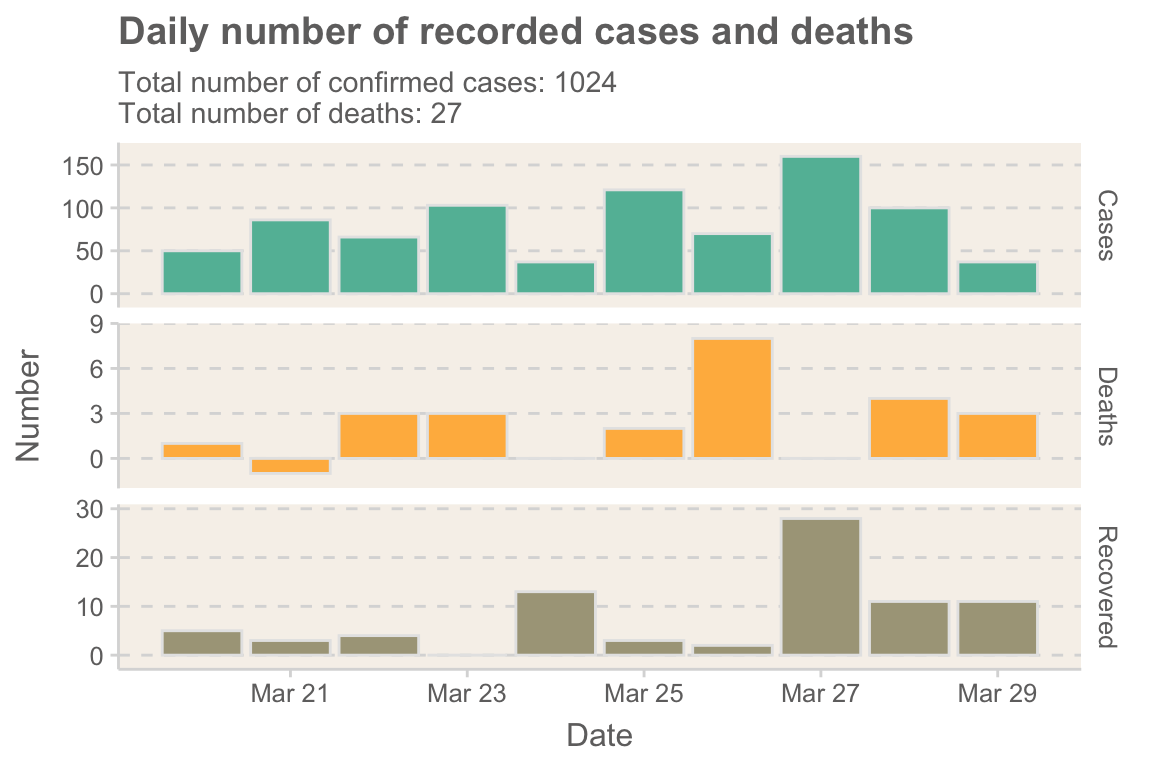 Daily number of recorded cases and deaths
Total number of confirmed cases: 1024
Total number of deaths: 27
150
100
50
0
Cases
9
6
3
0
Deaths
30
20
10
0
Recovered
Number
Mar 21 Mar 23 Mar 25 Mar 27 Mar 29
Date